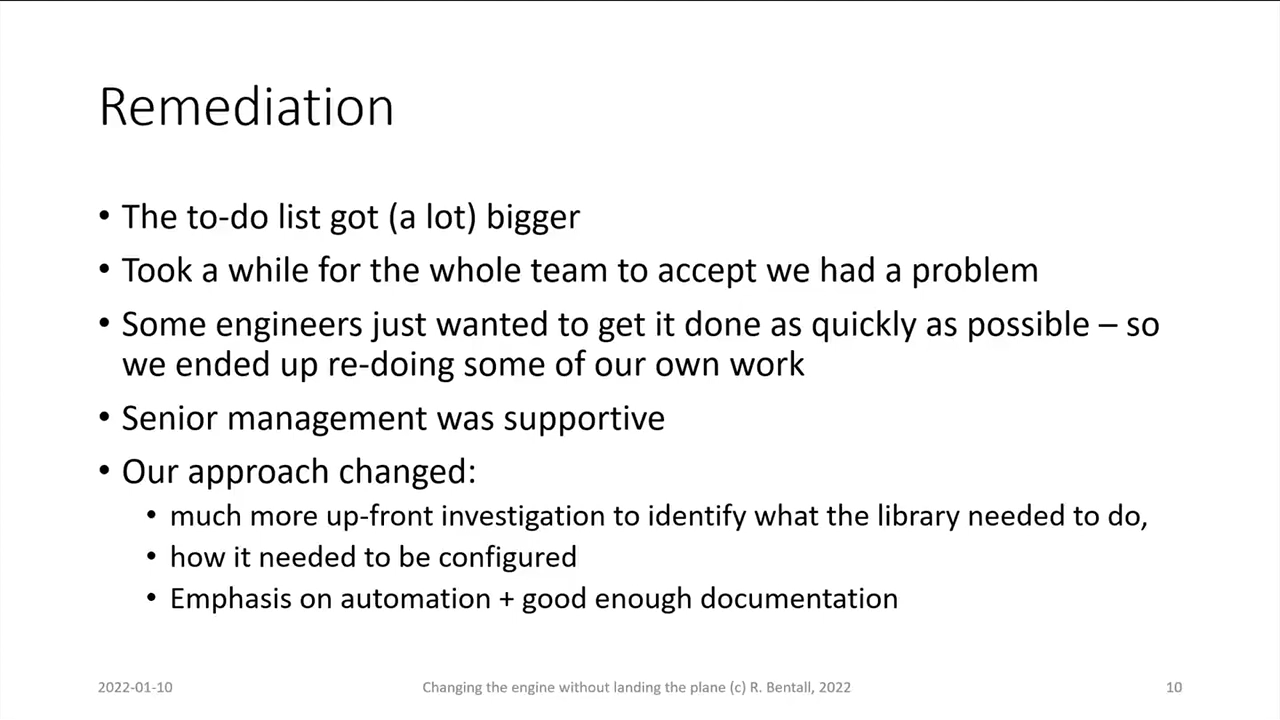 Remediation
• The to-do list got (a lot) bigger
• Took a while for the whole team to accept we had a problem
• Some engineers just wanted to get it done as quickly as possible – so
we ended up re-doing some of our own work
• Senior management was supportive
• Our approach changed:
• much more up-front investigation to identify what the library needed to do,
• how it needed to be configured
• Emphasis on automation + good enough documentation
2022-01-10
Changing the engine without landing the plane (c) R. Bentall, 2022
10